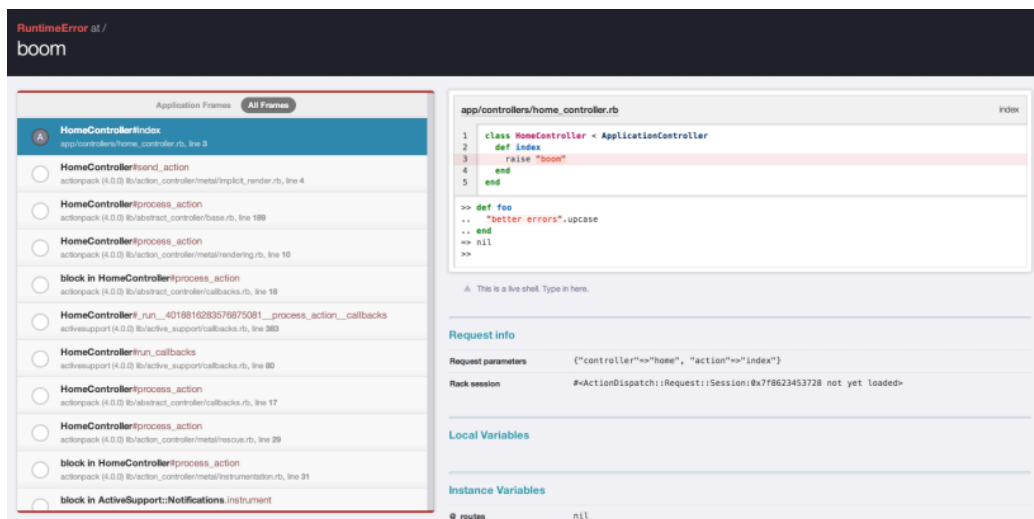 RuntimeError at /
boom
Application Frames All Frames
HomeController#index
app/controllers/home_controller.rb, line 3
HomeController#send_action
actionpack (4.0.0) lib/action_controller/metal/implicit_render.rb, line 4
HomeController#process_action
actionpack (4.0.0) lib/abstract_controller/base.rb, line 189
HomeController#process_action
actionpack (4.0.0) lib/action_controller/metal/rendering.rb, line 10
block in HomeController#process_action
actionpack (4.0.0) lib/abstract_controller/callbacks.rb, line 18
HomeController#_run__4018816283576875081__process_action__callbacks
activesupport (4.0.0) lib/active_support/callbacks.rb, line 383
HomeController#run_callbacks
activesupport (4.0.0) lib/active_support/callbacks.rb, line 80
HomeController#process_action
actionpack (4.0.0) lib/abstract_controller/callbacks.rb, line 17
HomeController#process_action
actionpack (4.0.0) lib/action_controller/metal/rescue.rb, line 29
block in HomeController#process_action
actionpack (4.0.0) lib/action_controller/metal/instrumentation.rb, line 31
block in ActiveSupport::Notifications.instrument
app/controllers/home_controller.rb index
1 class HomeController < ApplicationController
2 def index
3 raise "boom"
4 end
5 end
>> def foo
.. "better errors".upcase
.. end
=> nil
>>
This is a live shell. Type in here.
Request info
Request parameters {"controller"=>"home", "action"=>"index"}
Rack session #<ActionDispatch::Request::Session:0x7f8623453728 not yet loaded>
Local Variables
Instance Variables
@_routes nil